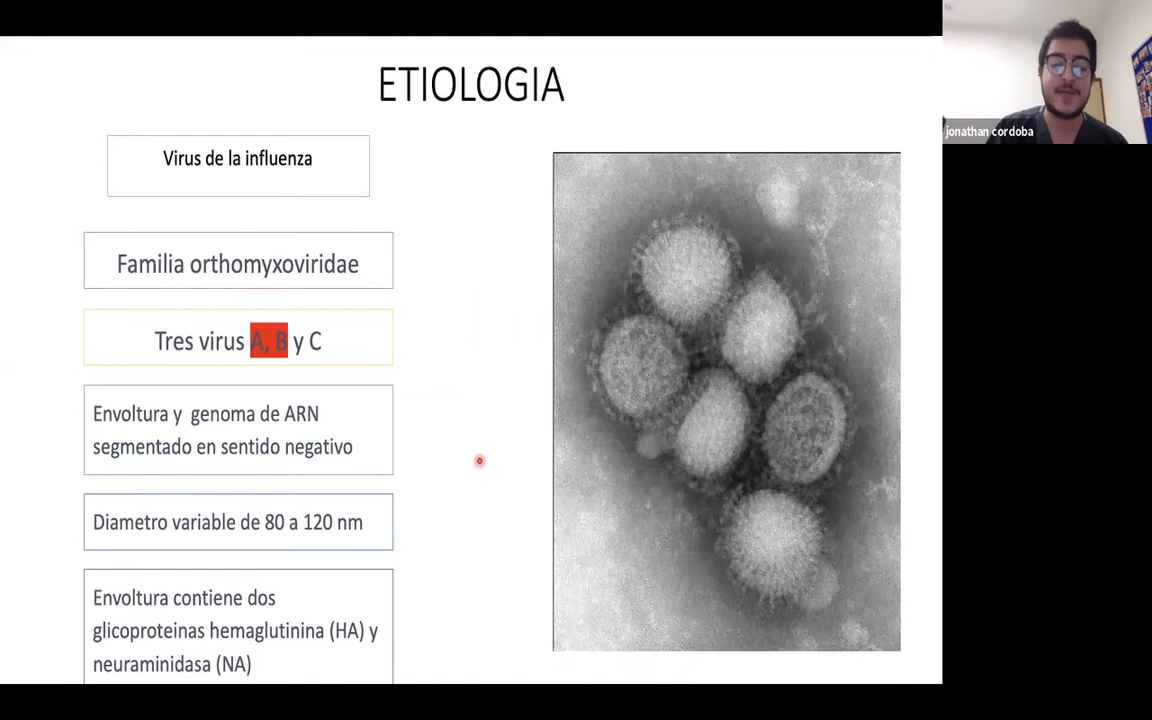 ETIOLOGIA
Virus de la influenza
Familia orthomyxoviridae
Tres virus A, B y C
Envoltura y genoma de ARN
segmentado en sentido negativo
Diametro variable de 80 a 120 nm
Envoltura contiene dos
glicoproteinas hemaglutinina (HA) y
neuraminidasa (NA)
jonathan cordoba